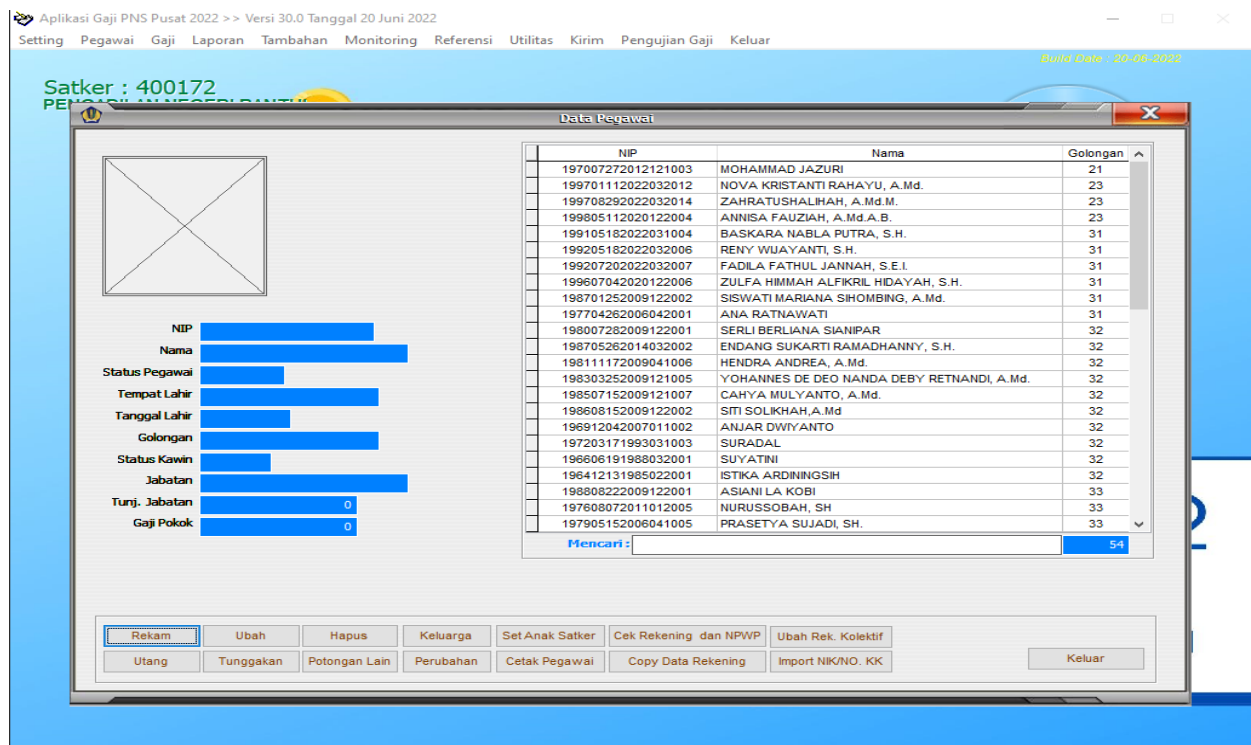 Aplikasi Gaji PNS Pusat 2022 >> Versi 30.0 Tanggal 20 Juni 2022
Setting Pegawai Gaji Laporan Tambahan Monitoring Referensi Utilitas Kirim Pengujian Gaji Keluar
Build Date : 20-06-2022
Satker : 400172
Data Pegawai
NIP Nama Golongan
197007272012121003 MOHAMMAD JAZURI 21
199701112022032012 NOVA KRISTANTI RAHAYU, A.Md. 23
199708292022032014 ZAHRATUSHALIHAH, A.Md.M. 23
199805112020122004 ANNISA FAUZIAH, A.Md.A.B. 23
199105182022031004 BASKARA NABLA PUTRA, S.H. 31
199205182022032006 RENY WIJAYANTI, S.H. 31
199207202022032007 FADILA FATHUL JANNAH, S.E.I. 31
199607042020122006 ZULFA HIMMAH ALFIKRIL HIDAYAH, S.H. 31
198701252009122002 SISWATI MARIANA SIHOMBING, A.Md. 31
197704262006042001 ANA RATNAWATI 31
198007282009122001 SERLI BERLIANA SIANIPAR 32
198705262014032002 ENDANG SUKARTI RAMADHANNY, S.H. 32
198111172009041006 HENDRA ANDREA, A.Md. 32
198303252009121005 YOHANNES DE DEO NANDA DEBY RETNANDI, A.Md. 32
198507152009121007 CAHYA MULYANTO, A.Md. 32
198608152009122002 SITI SOLIKHAH,A.Md 32
196912042007011002 ANJAR DWIYANTO 32
197203171993031003 SURADAL 32
196606191988032001 SUYATINI 32
196412131985022001 ISTIKA ARDININGSIH 32
198808222009122001 ASIANI LA KOBI 33
197608072011012005 NURUSSOBAH, SH 33
197905152006041005 PRASETYA SUJADI, SH. 33
Mencari : 54
NIP
Nama
Status Pegawai
Tempat Lahir
Tanggal Lahir
Golongan
Status Kawin
Jabatan
Tunj. Jabatan 0
Gaji Pokok 0
Rekam Ubah Hapus Keluarga Set Anak Satker Cek Rekening dan NPWP Ubah Rek. Kolektif
Utang Tunggakan Potongan Lain Perubahan Cetak Pegawai Copy Data Rekening Import NIK/NO. KK
Keluar